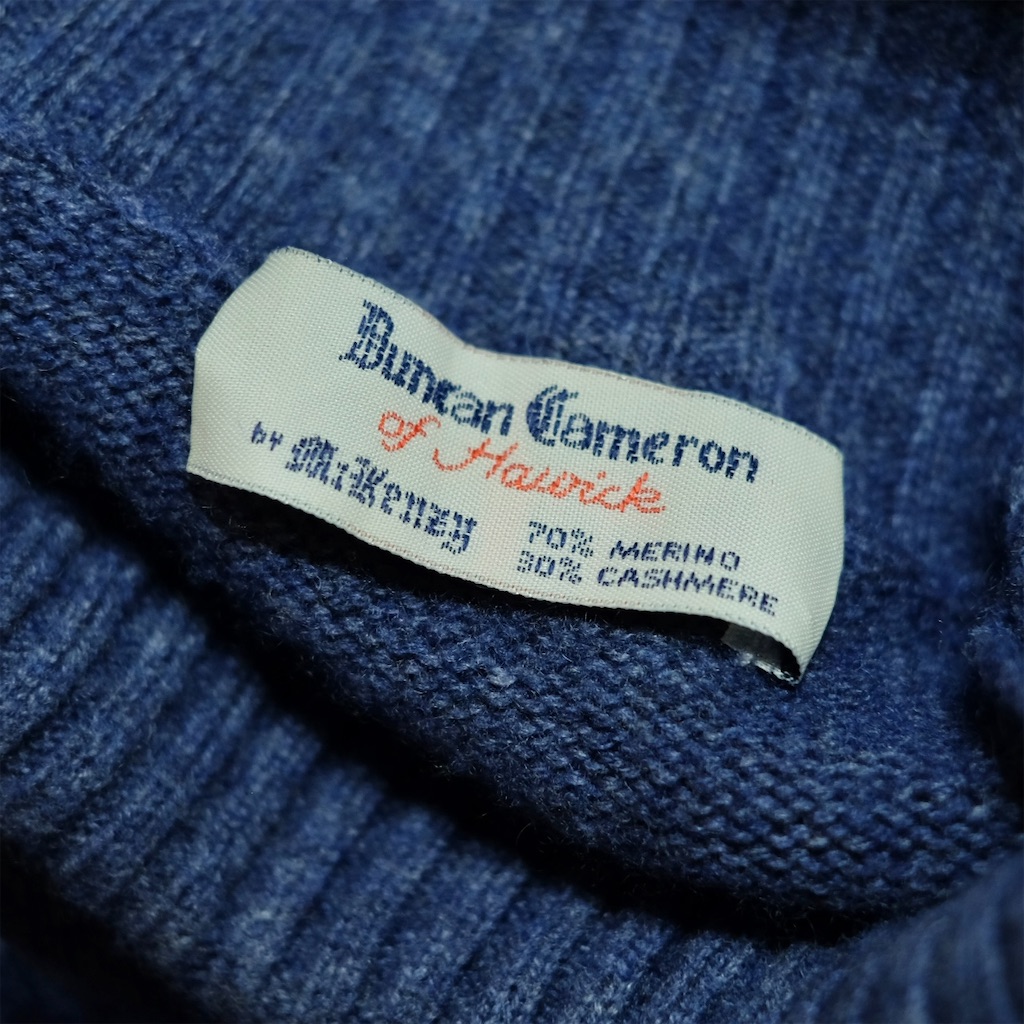 Duncan Cameron
of Hawick
by McKenzy
70% MERINO
30% CASHMERE